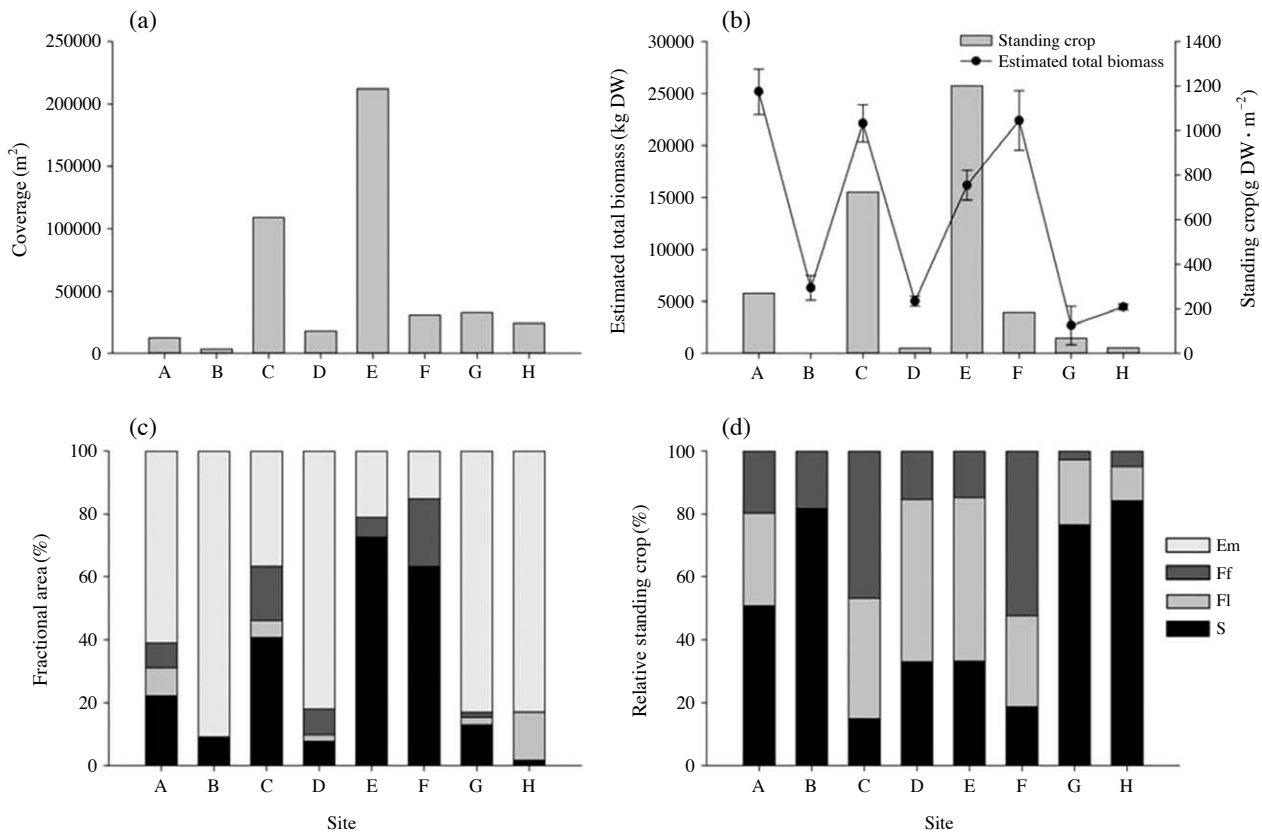 (a)
250000
200000
150000
100000
50000
0
Coverage (m²)
A B C D E F G H
(b)
30000
25000
20000
15000
10000
5000
0
Estimated total biomass (kg DW)
Standing crop
Estimated total biomass
1400
1200
1000
800
600
400
200
0
Standing crop(g DW · m⁻²)
A B C D E F G H
(c)
100
80
60
40
20
0
Fractional area (%)
A B C D E F G H
Site
(d)
100
80
60
40
20
0
Relative standing crop (%)
A B C D E F G H
Site
Em
Ff
Fl
S